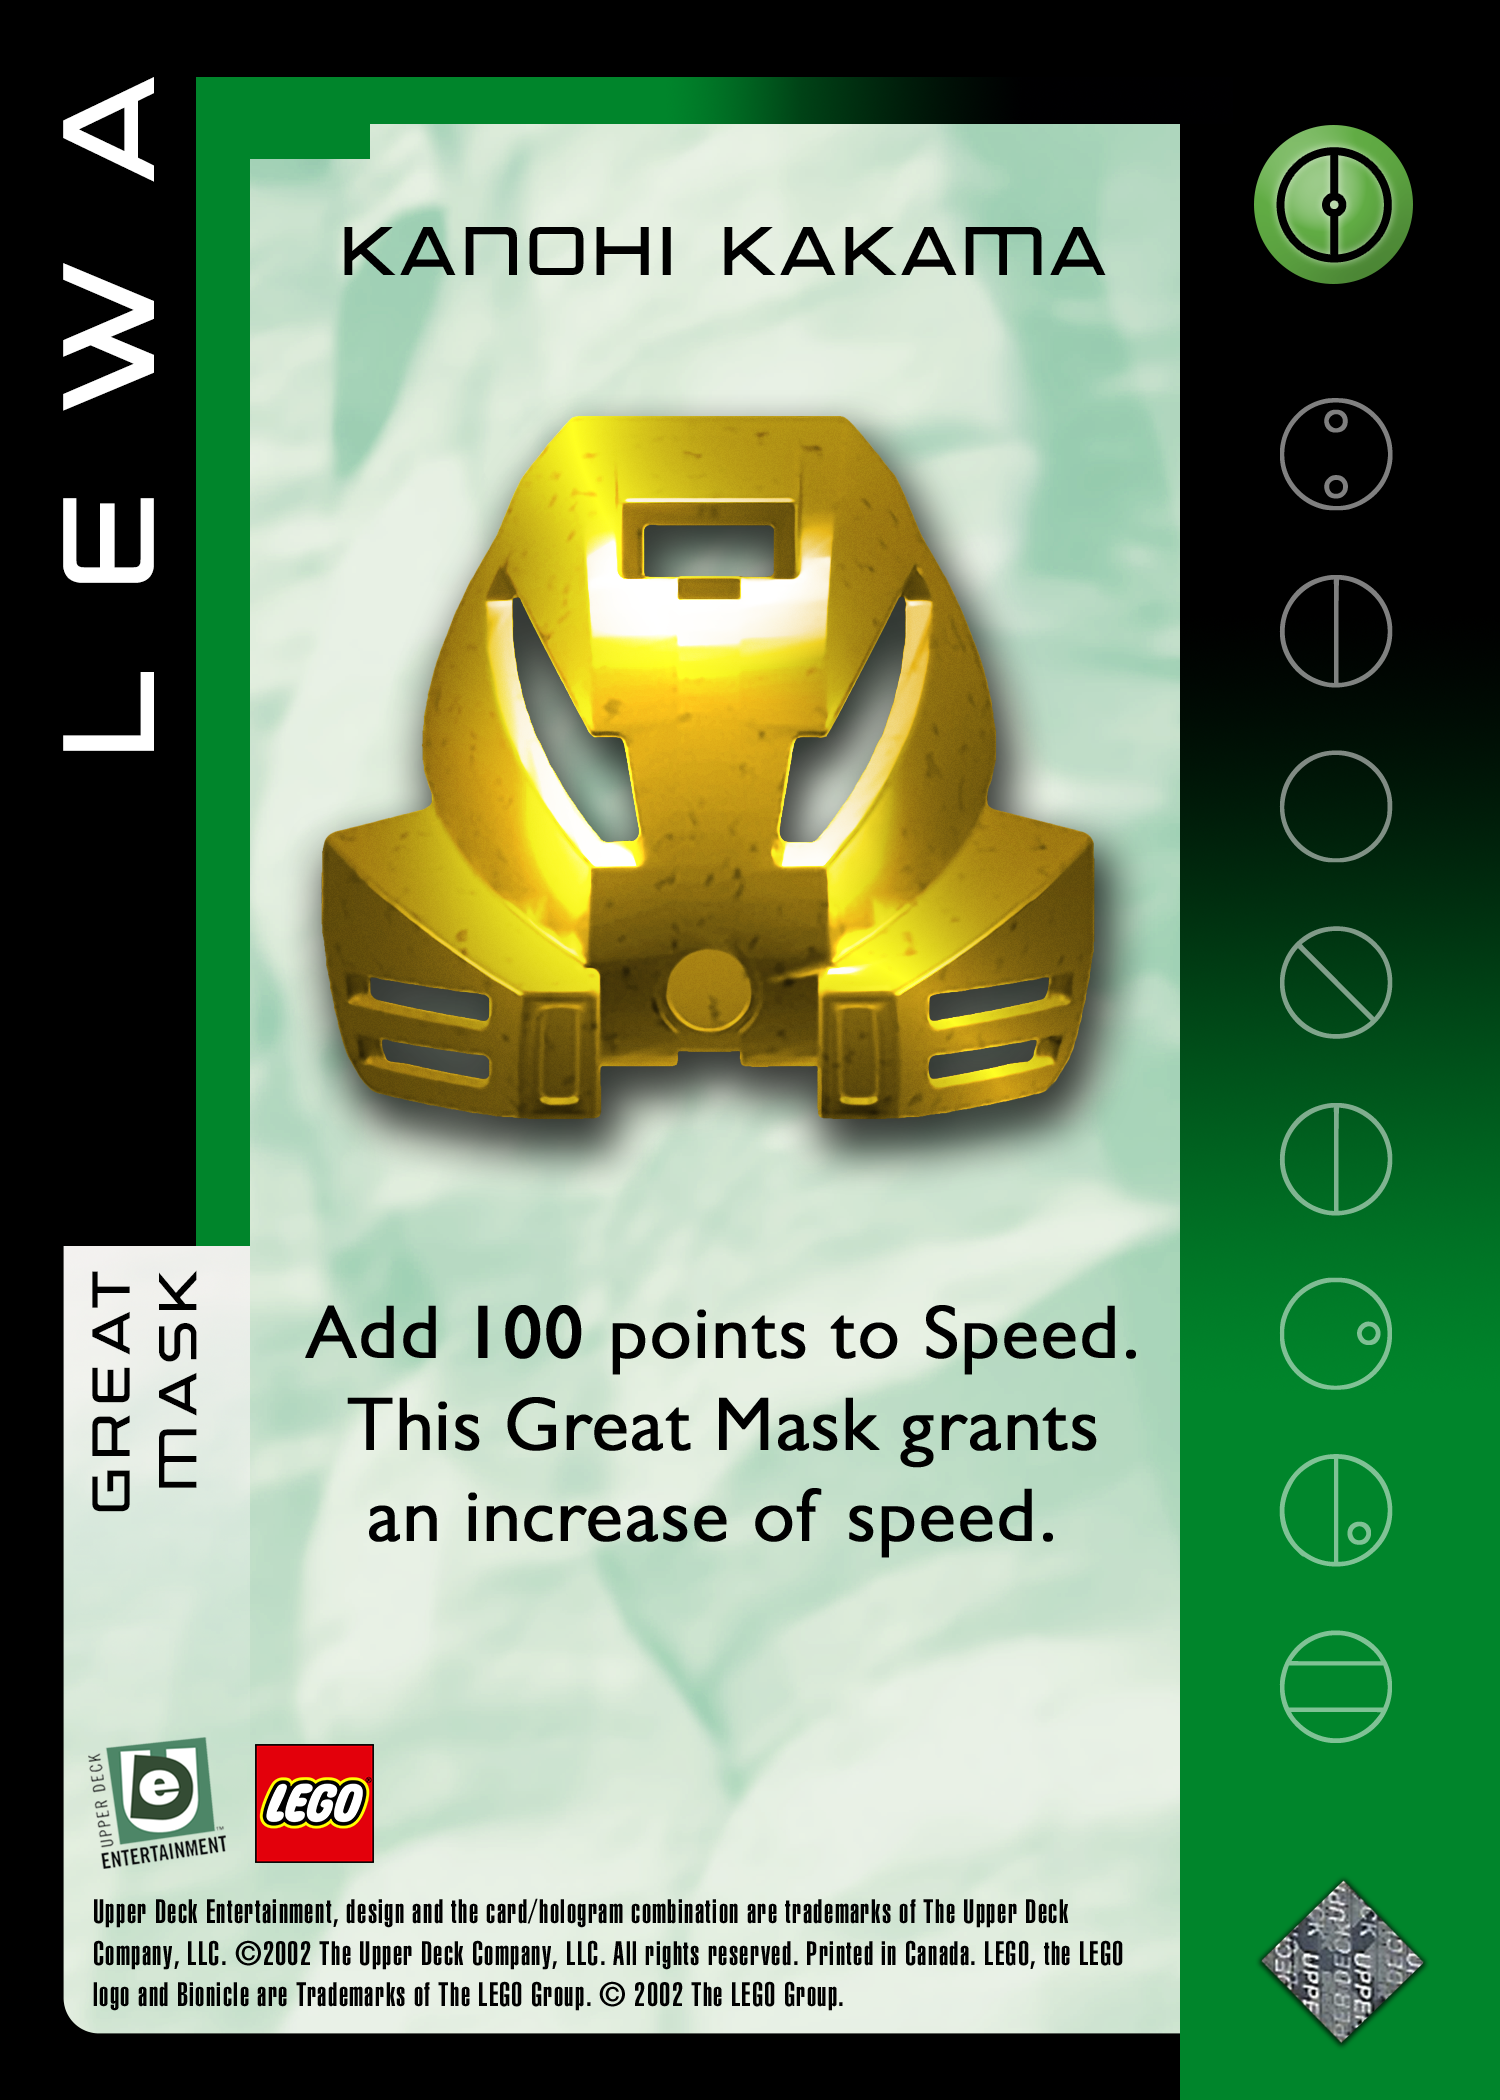 LEWA
KANOHI KAKAMA
GREAT
MASK
Add 100 points to Speed.
This Great Mask grants
an increase of speed.
UPPER DECK
ENTERTAINMENT™
LEGO
Upper Deck Entertainment, design and the card/hologram combination are trademarks of The Upper Deck
Company, LLC. ©2002 The Upper Deck Company, LLC. All rights reserved. Printed in Canada. LEGO, the LEGO
logo and Bionicle are Trademarks of The LEGO Group. © 2002 The LEGO Group.